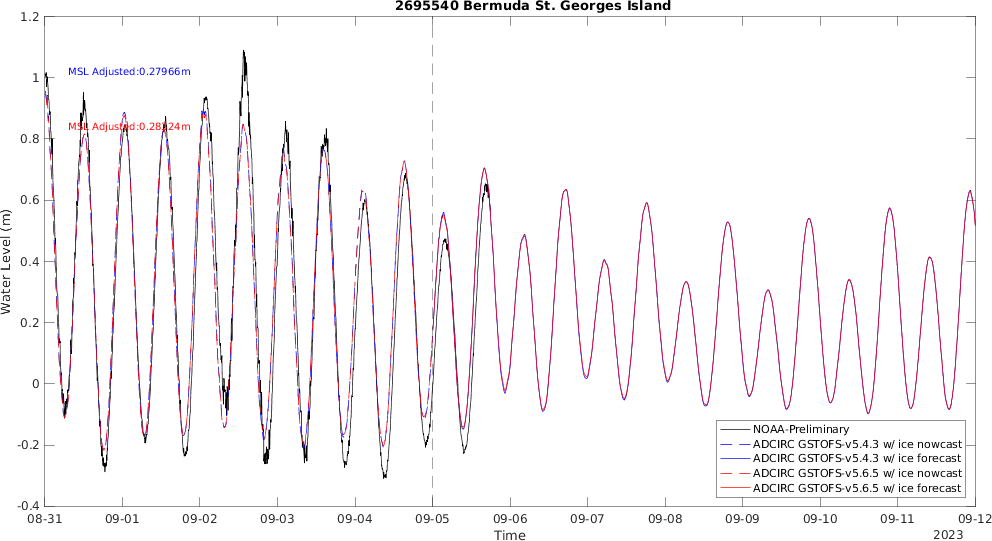 2695540 Bermuda St. Georges Island
1.2
1
0.8
0.6
0.4
0.2
0
-0.2
-0.4
Water Level (m)
MSL Adjusted:0.27966m
MSL Adjusted:
NOAA-Preliminary
ADCIRC GSTOFS-v5.4.3 w/ ice nowcast
ADCIRC GSTOFS-v5.4.3 w/ ice forecast
ADCIRC GSTOFS-v5.6.5 w/ ice nowcast
ADCIRC GSTOFS-v5.6.5 w/ ice forecast
08-31 09-01 09-02 09-03 09-04 09-05 09-06 09-07 09-08 09-09 09-10 09-11 09-12
Time
2023